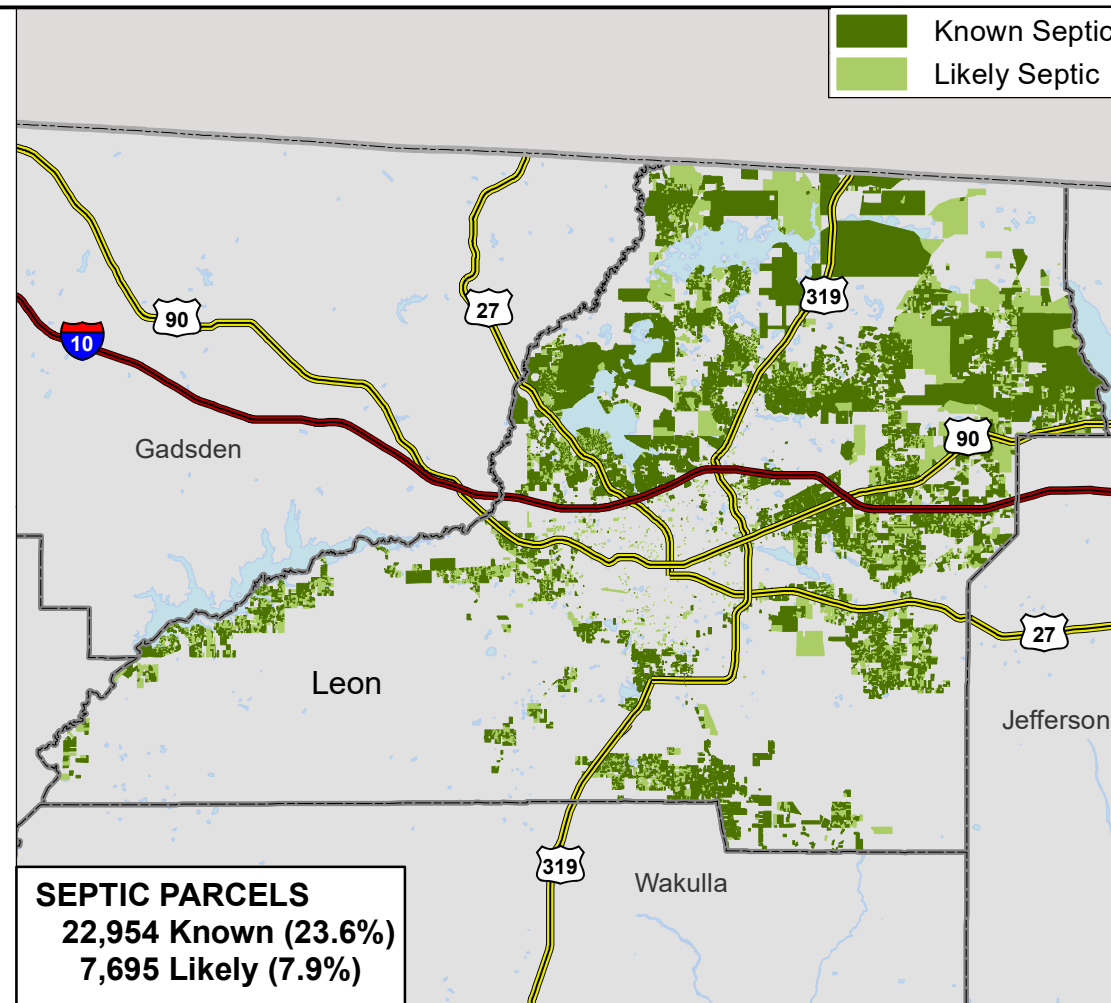 Known Septic
Likely Septic
90
27
319
10
Gadsden
90
Leon
27
Jefferson
319
Wakulla
SEPTIC PARCELS
22,954 Known (23.6%)
7,695 Likely (7.9%)